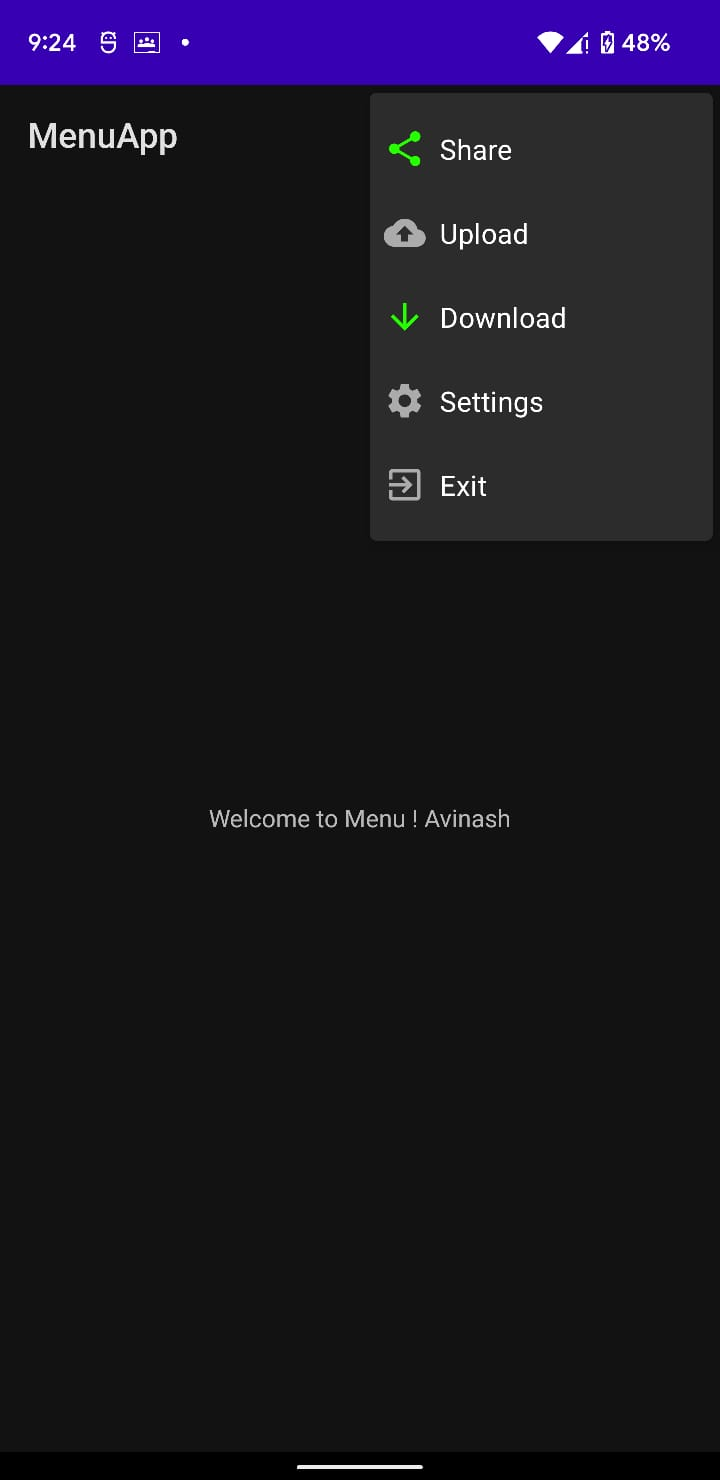 9:24 48%
MenuApp
Share
Upload
Download
Settings
Exit
Welcome to Menu ! Avinash